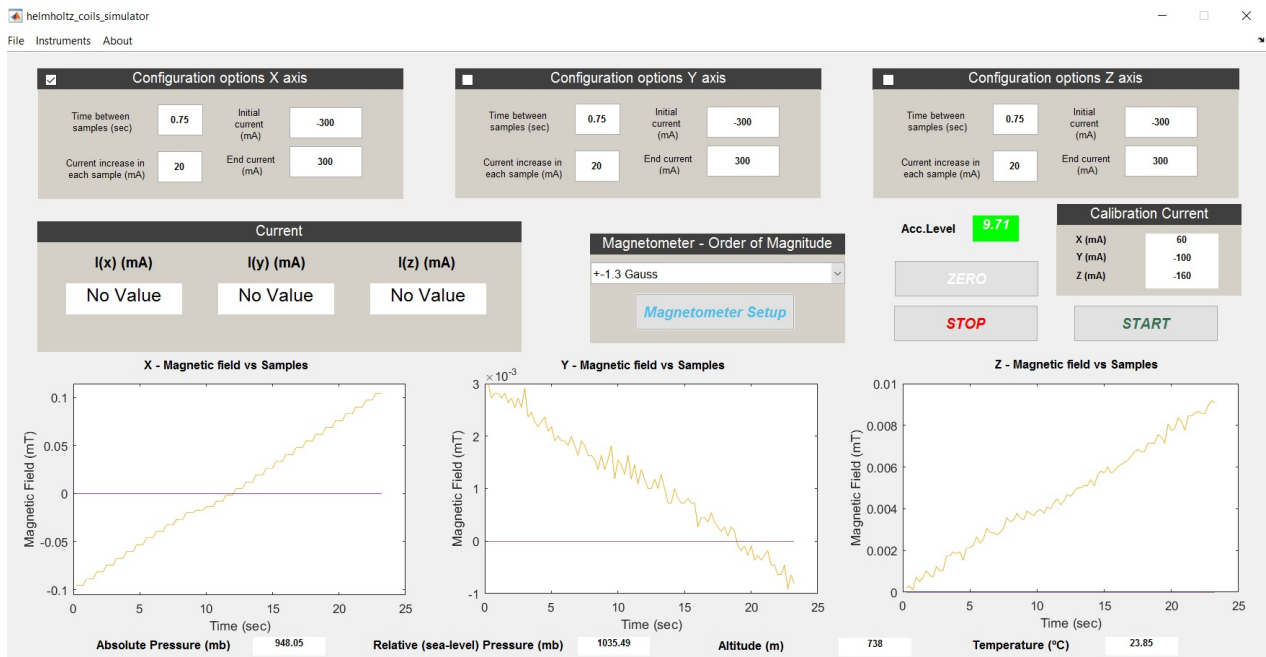 helmholtz_coils_simulator
File Instruments About
Configuration options X axis
Time between
samples (sec)
0.75
Initial
current
(mA)
-300
Current increase in
each sample (mA)
20
End current
(mA)
300
Configuration options Y axis
Time between
samples (sec)
0.75
Initial
current
(mA)
-300
Current increase in
each sample (mA)
20
End current
(mA)
300
Configuration options Z axis
Time between
samples (sec)
0.75
Initial
current
(mA)
-300
Current increase in
each sample (mA)
20
End current
(mA)
300
Current
I(x) (mA) I(y) (mA) I(z) (mA)
No Value No Value No Value
Magnetometer - Order of Magnitude
+-1.3 Gauss
Magnetometer Setup
Acc.Level 9.71
ZERO
STOP
Calibration Current
X (mA) 60
Y (mA) -100
Z (mA) -160
START
X - Magnetic field vs Samples
Magnetic Field (mT)
0.1
0.05
0
-0.05
-0.1
0 5 10 15 20 25
Time (sec)
Y - Magnetic field vs Samples
×10-3
Magnetic Field (mT)
3
2
1
0
-1
0 5 10 15 20 25
Time (sec)
Z - Magnetic field vs Samples
Magnetic Field (mT)
0.01
0.008
0.006
0.004
0.002
0
0 5 10 15 20 25
Time (sec)
Absolute Pressure (mb) 948.05 Relative (sea-level) Pressure (mb) 1035.49 Altitude (m) 738 Temperature (ºC) 23.85